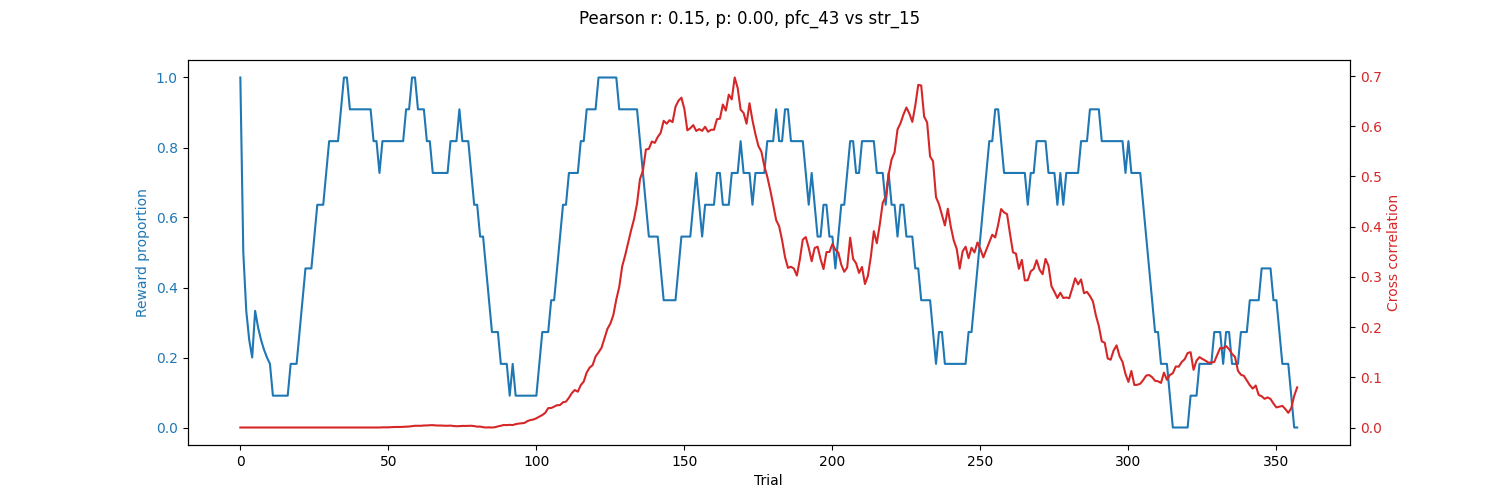 Pearson r: 0.15, p: 0.00, pfc_43 vs str_15
1.0
0.8
0.6
0.4
0.2
0.0
Reward proportion
0.7
0.6
0.5
0.4
0.3
0.2
0.1
0.0
Cross correlation
0 50 100 150 200 250 300 350
Trial